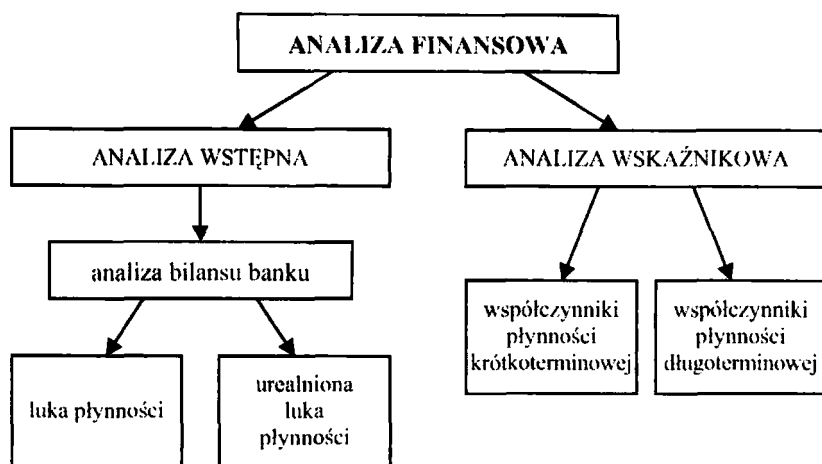 ANALIZA FINANSOWA
ANALIZA WSTĘPNA
ANALIZA WSKAŹNIKOWA
analiza bilansu banku
współczynniki
płynności
krótkoterminowej
współczynniki
płynności
długoterminowej
luka płynności
urealniona
luka
płynności